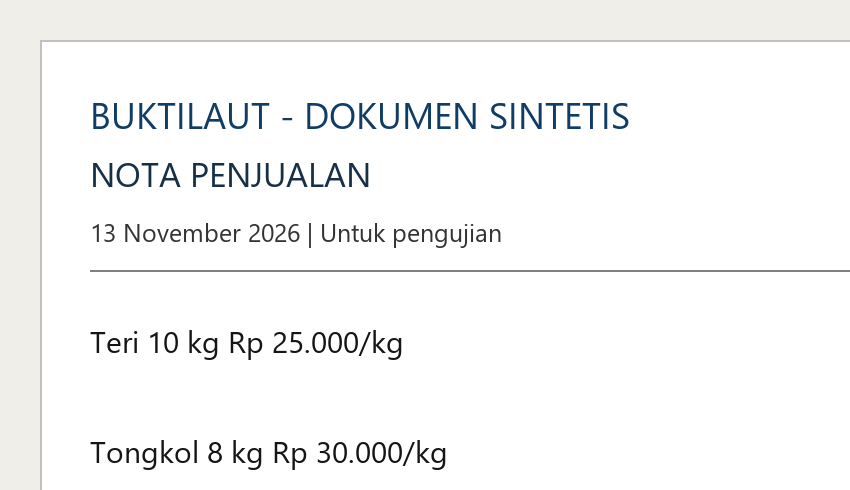 BUKTILAUT - DOKUMEN SINTETIS
NOTA PENJUALAN
13 November 2026 | Untuk pengujian
Teri 10 kg Rp 25.000/kg
Tongkol 8 kg Rp 30.000/kg